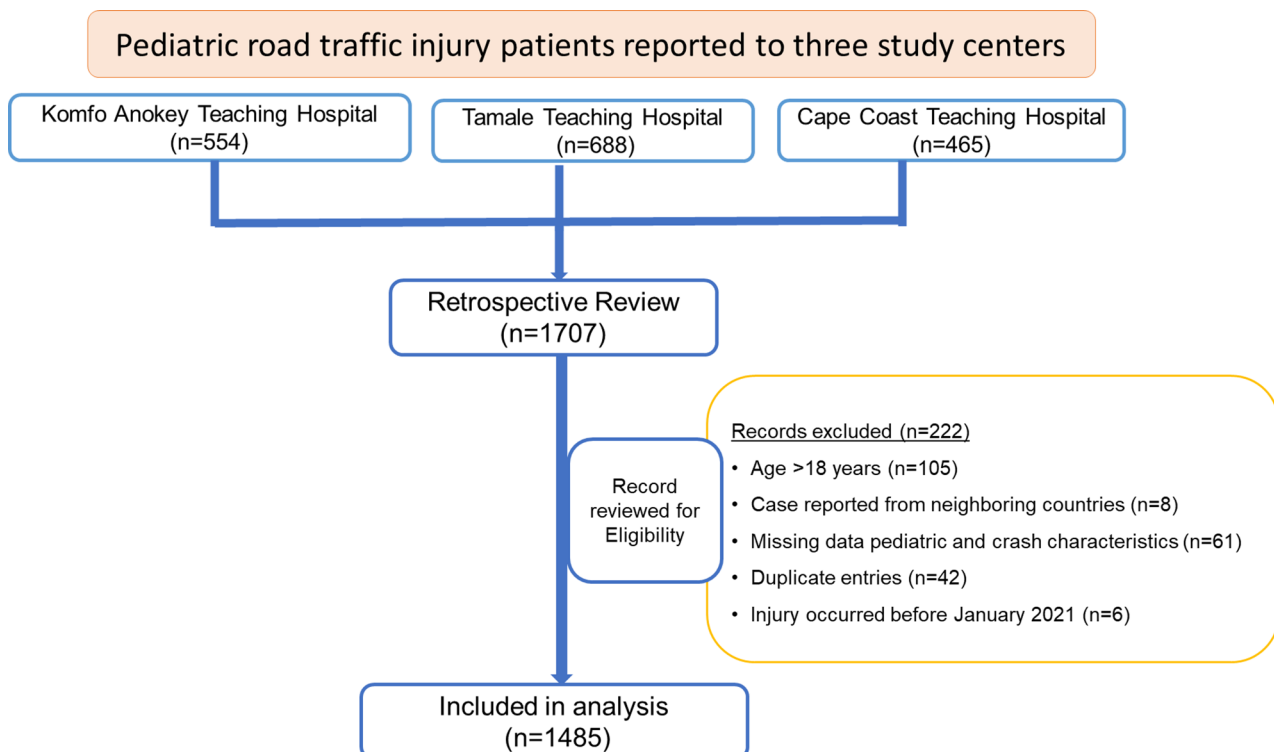 Pediatric road traffic injury patients reported to three study centers
Komfo Anokey Teaching Hospital
(n=554)
Tamale Teaching Hospital
(n=688)
Cape Coast Teaching Hospital
(n=465)
Retrospective Review
(n=1707)
Record
reviewed for
Eligibility
Records excluded (n=222)
• Age >18 years (n=105)
• Case reported from neighboring countries (n=8)
• Missing data pediatric and crash characteristics (n=61)
• Duplicate entries (n=42)
• Injury occurred before January 2021 (n=6)
Included in analysis
(n=1485)